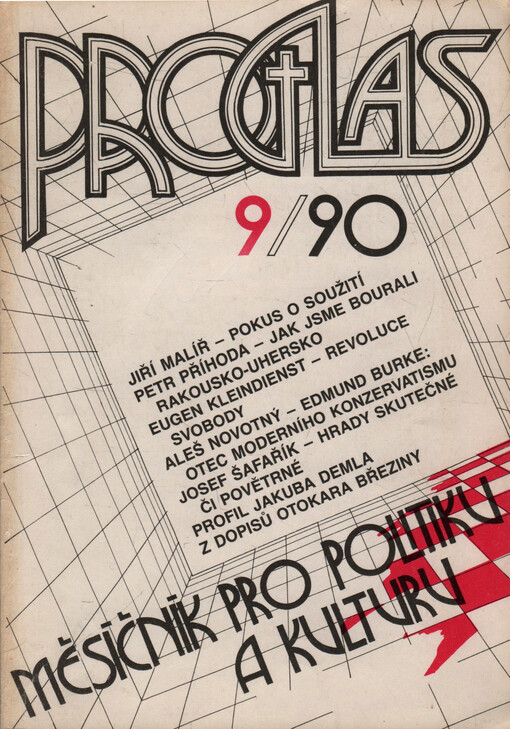 PROGLAS
9/90
JIŘÍ MALÍŘ – POKUS O SOUŽITÍ
PETR PŘÍHODA – JAK JSME BOURALI
RAKOUSKO-UHERSKO
EUGEN KLEINDIENST – REVOLUCE
SVOBODY
ALEŠ NOVOTNÝ – EDMUND BURKE:
OTEC MODERNÍHO KONZERVATISMU
JOSEF ŠAFAŘÍK – HRADY SKUTEČNÉ
ČI POVĚTRNÉ
PROFIL JAKUBA DEMLA
Z DOPISŮ OTOKARA BŘEZINY
MĚSÍČNÍK PRO POLITIKU
A KULTURU